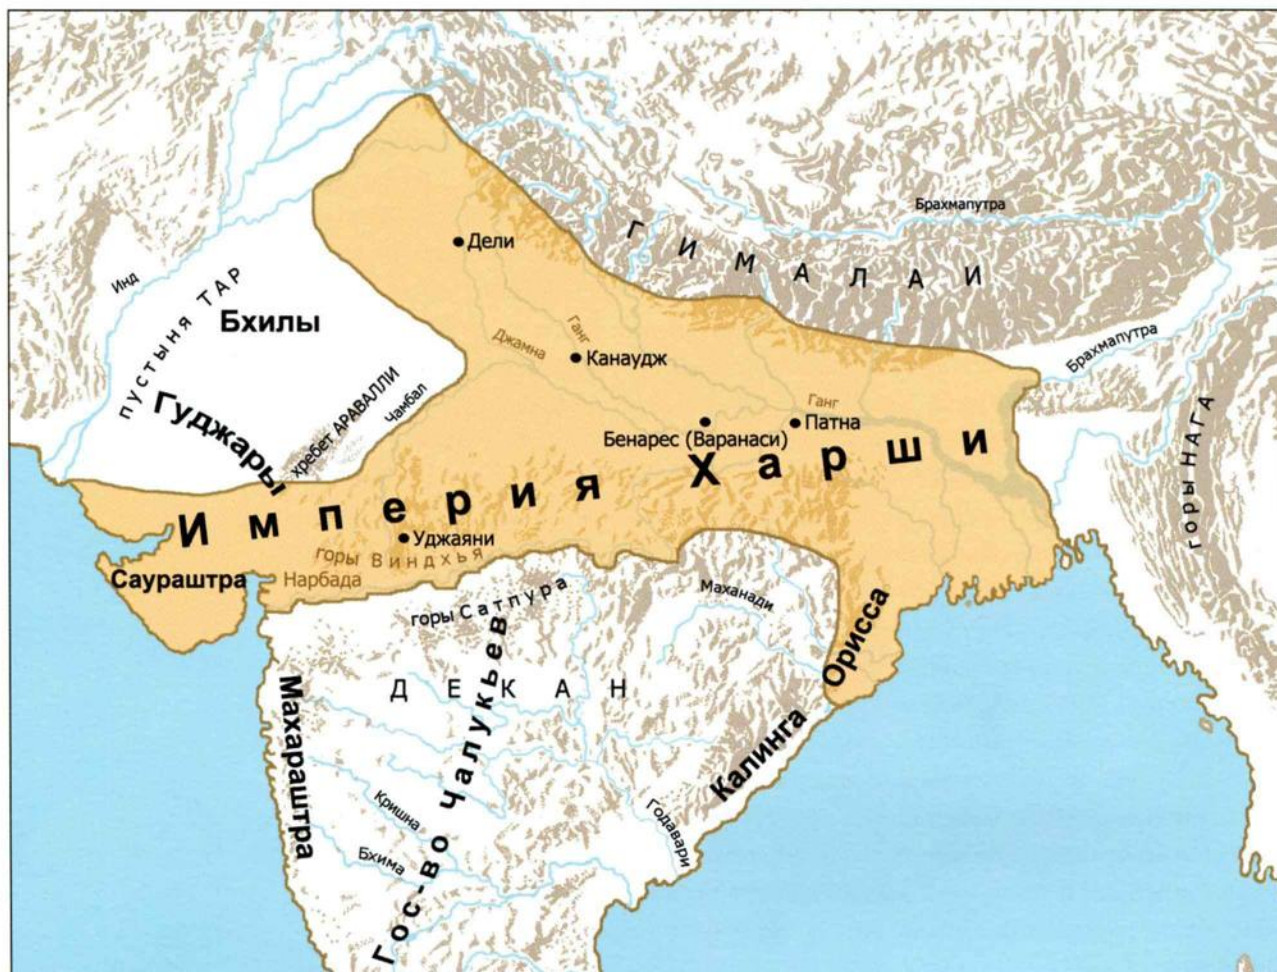 Брахмапутра
ГИМАЛАИ
Дели
Инд
пустыня ТАР
Бхилы
Брахмапутра
Ганг
Джамна
Канаудж
Гуджары
хребет АРАВАЛЛИ
Чамбал
Ганг
Патна
Бенарес (Варанаси)
горы НАГА
Империя Харши
Уджаяни
горы Виндхья
Саураштра
Нарбада
горы Сатпура
Маханади
Орисса
ДЕКАН
Махараштра
Гос-во Чалукьев
Калинга
Кришна
Годавари
Бхима